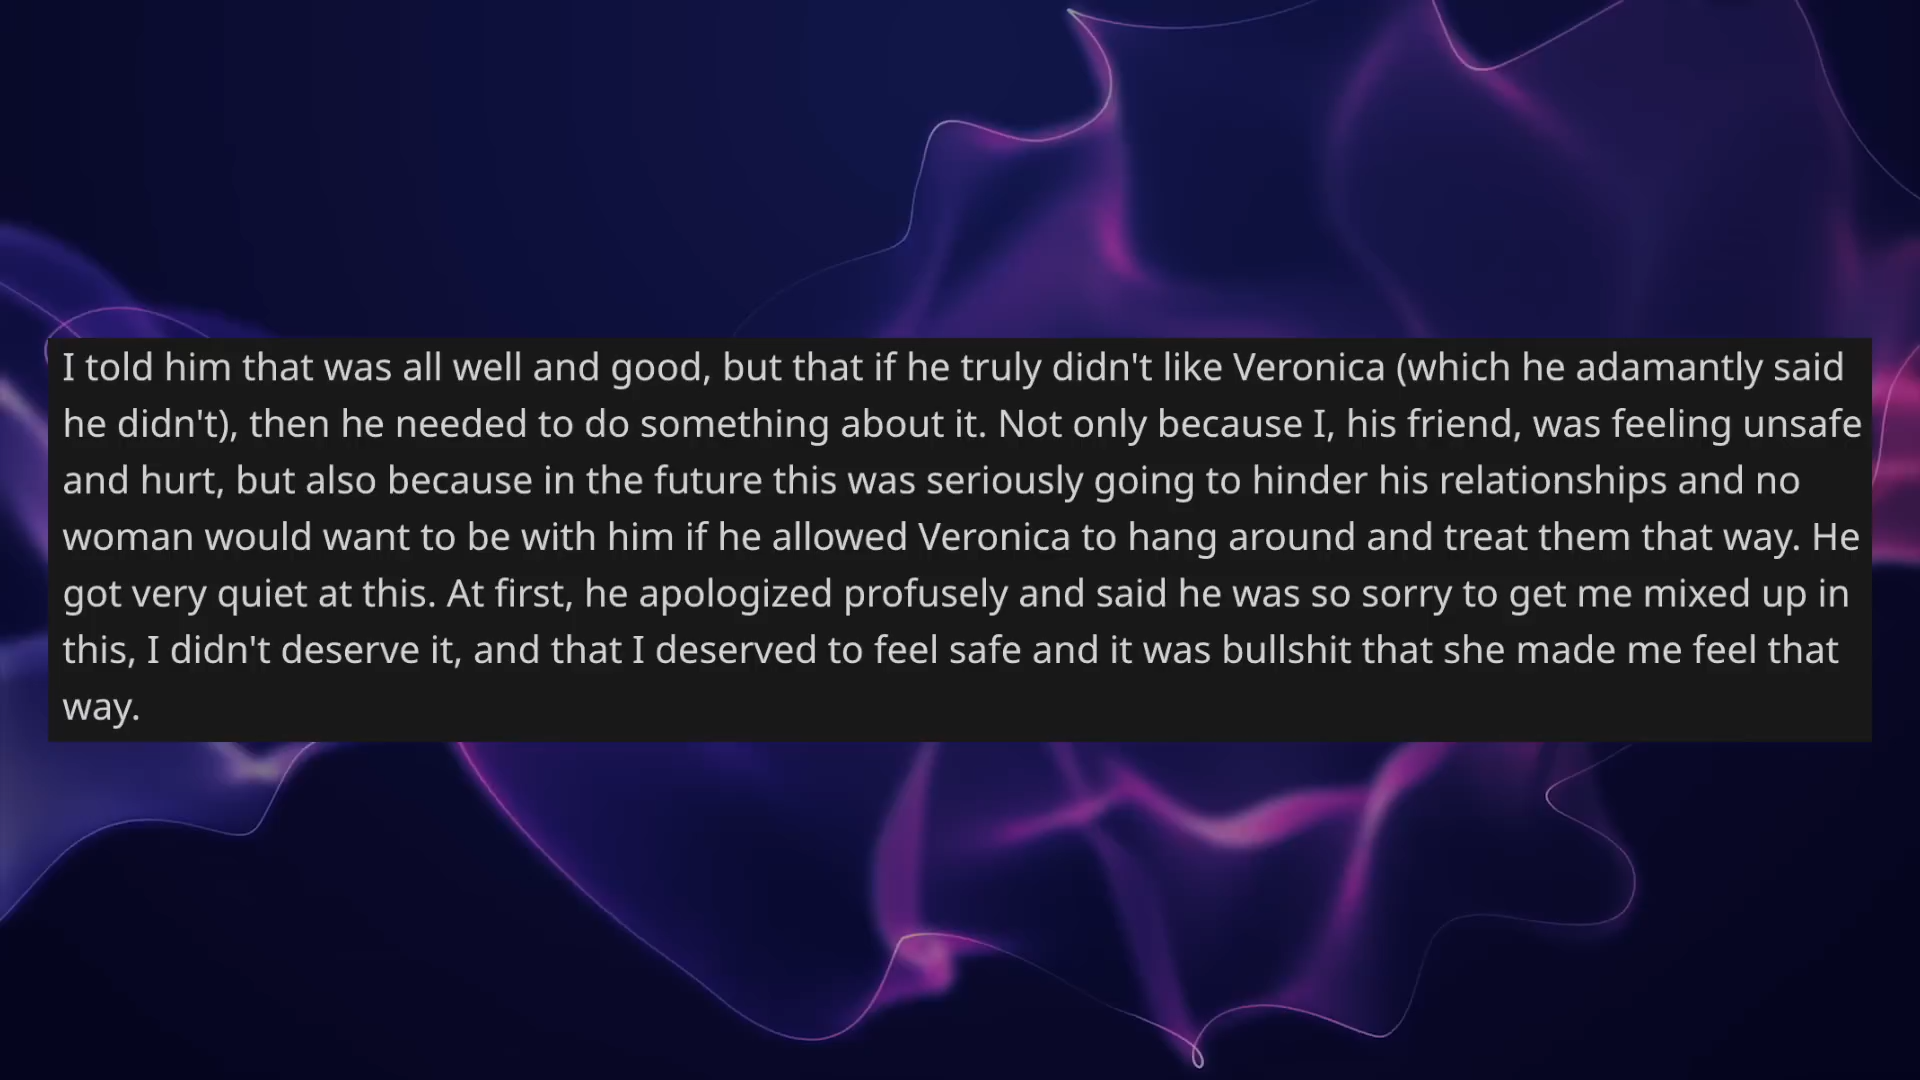 I told him that was all well and good, but that if he truly didn't like Veronica (which he adamantly said
he didn't), then he needed to do something about it. Not only because I, his friend, was feeling unsafe
and hurt, but also because in the future this was seriously going to hinder his relationships and no
woman would want to be with him if he allowed Veronica to hang around and treat them that way. He
got very quiet at this. At first, he apologized profusely and said he was so sorry to get me mixed up in
this, I didn't deserve it, and that I deserved to feel safe and it was bullshit that she made me feel that
way.